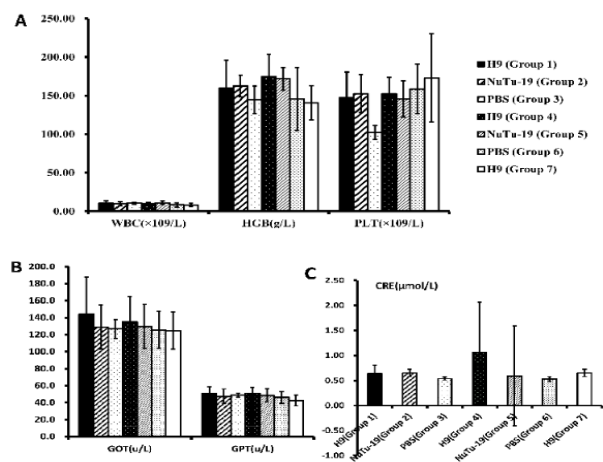 A
250.00
200.00
150.00
100.00
50.00
0.00
WBC(×109/L) HGB(g/L) PLT(×109/L)
H9 (Group 1)
NuTu-19 (Group 2)
PBS (Group 3)
H9 (Group 4)
NuTu-19 (Group 5)
PBS (Group 6)
H9 (Group 7)
B
200.0
180.0
160.0
140.0
120.0
100.0
80.0
60.0
40.0
20.0
0.0
GOT(u/L) GPT(u/L)
C
CRE(μmol/L)
2.50
2.00
1.50
1.00
0.50
0.00
-0.50
-1.00
H9(Group 1)
NuTu-19(Group 2)
PBS(Group 3)
H9(Group 4)
NuTu-19(Group 5)
PBS(Group 6)
H9(Group 7)